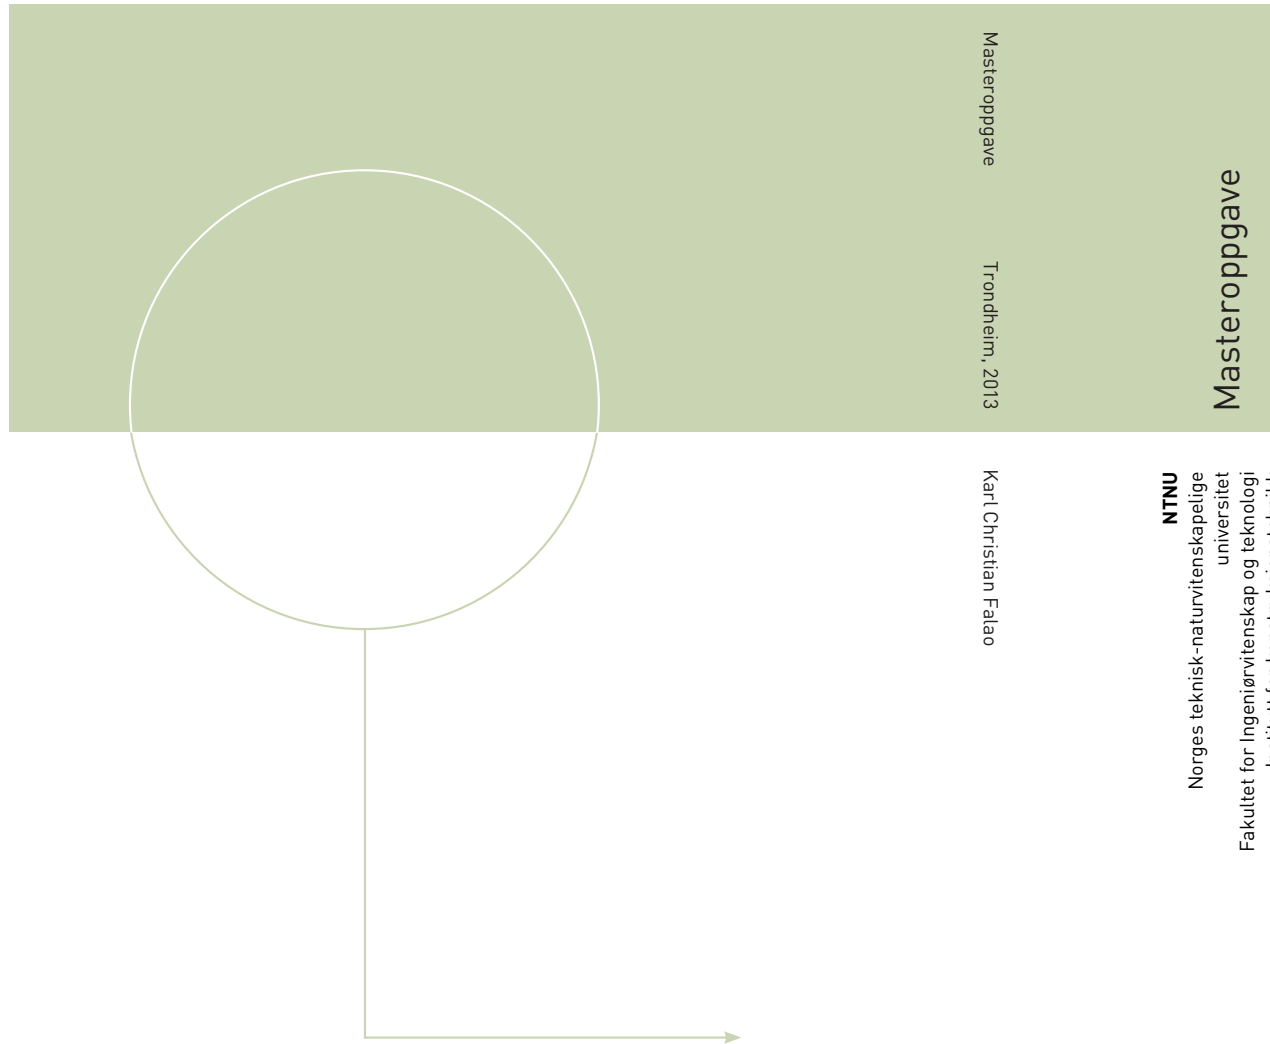 Masteroppgave
Trondheim, 2013
Karl Christian Falao
Masteroppgave
NTNU
Norges teknisk-naturvitenskapelige
universitet
Fakultet for Ingeniørvitenskap og teknologi